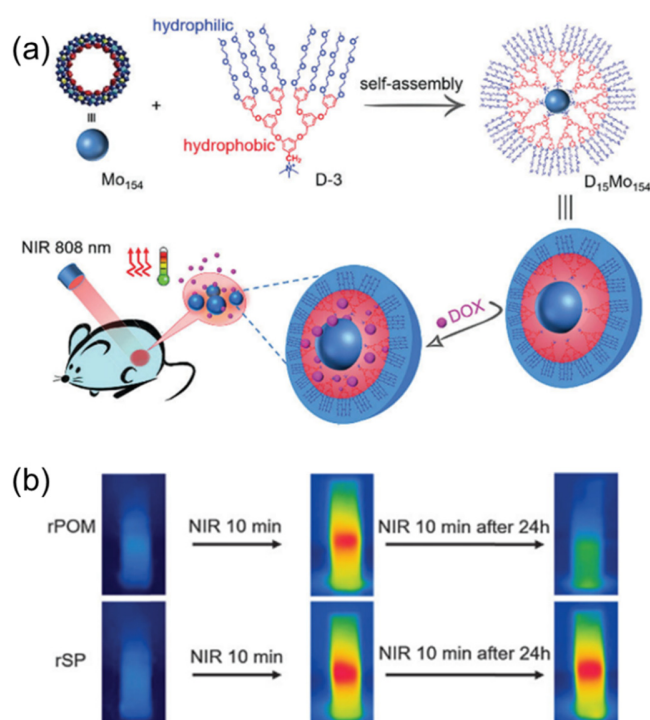 (a)
hydrophilic
hydrophobic
CH₂
N⁺
Mo₁₅₄
+
D-3
self-assembly
D₁₅Mo₁₅₄
NIR 808 nm
DOX
(b)
rPOM
NIR 10 min
NIR 10 min after 24h
rSP
NIR 10 min
NIR 10 min after 24h